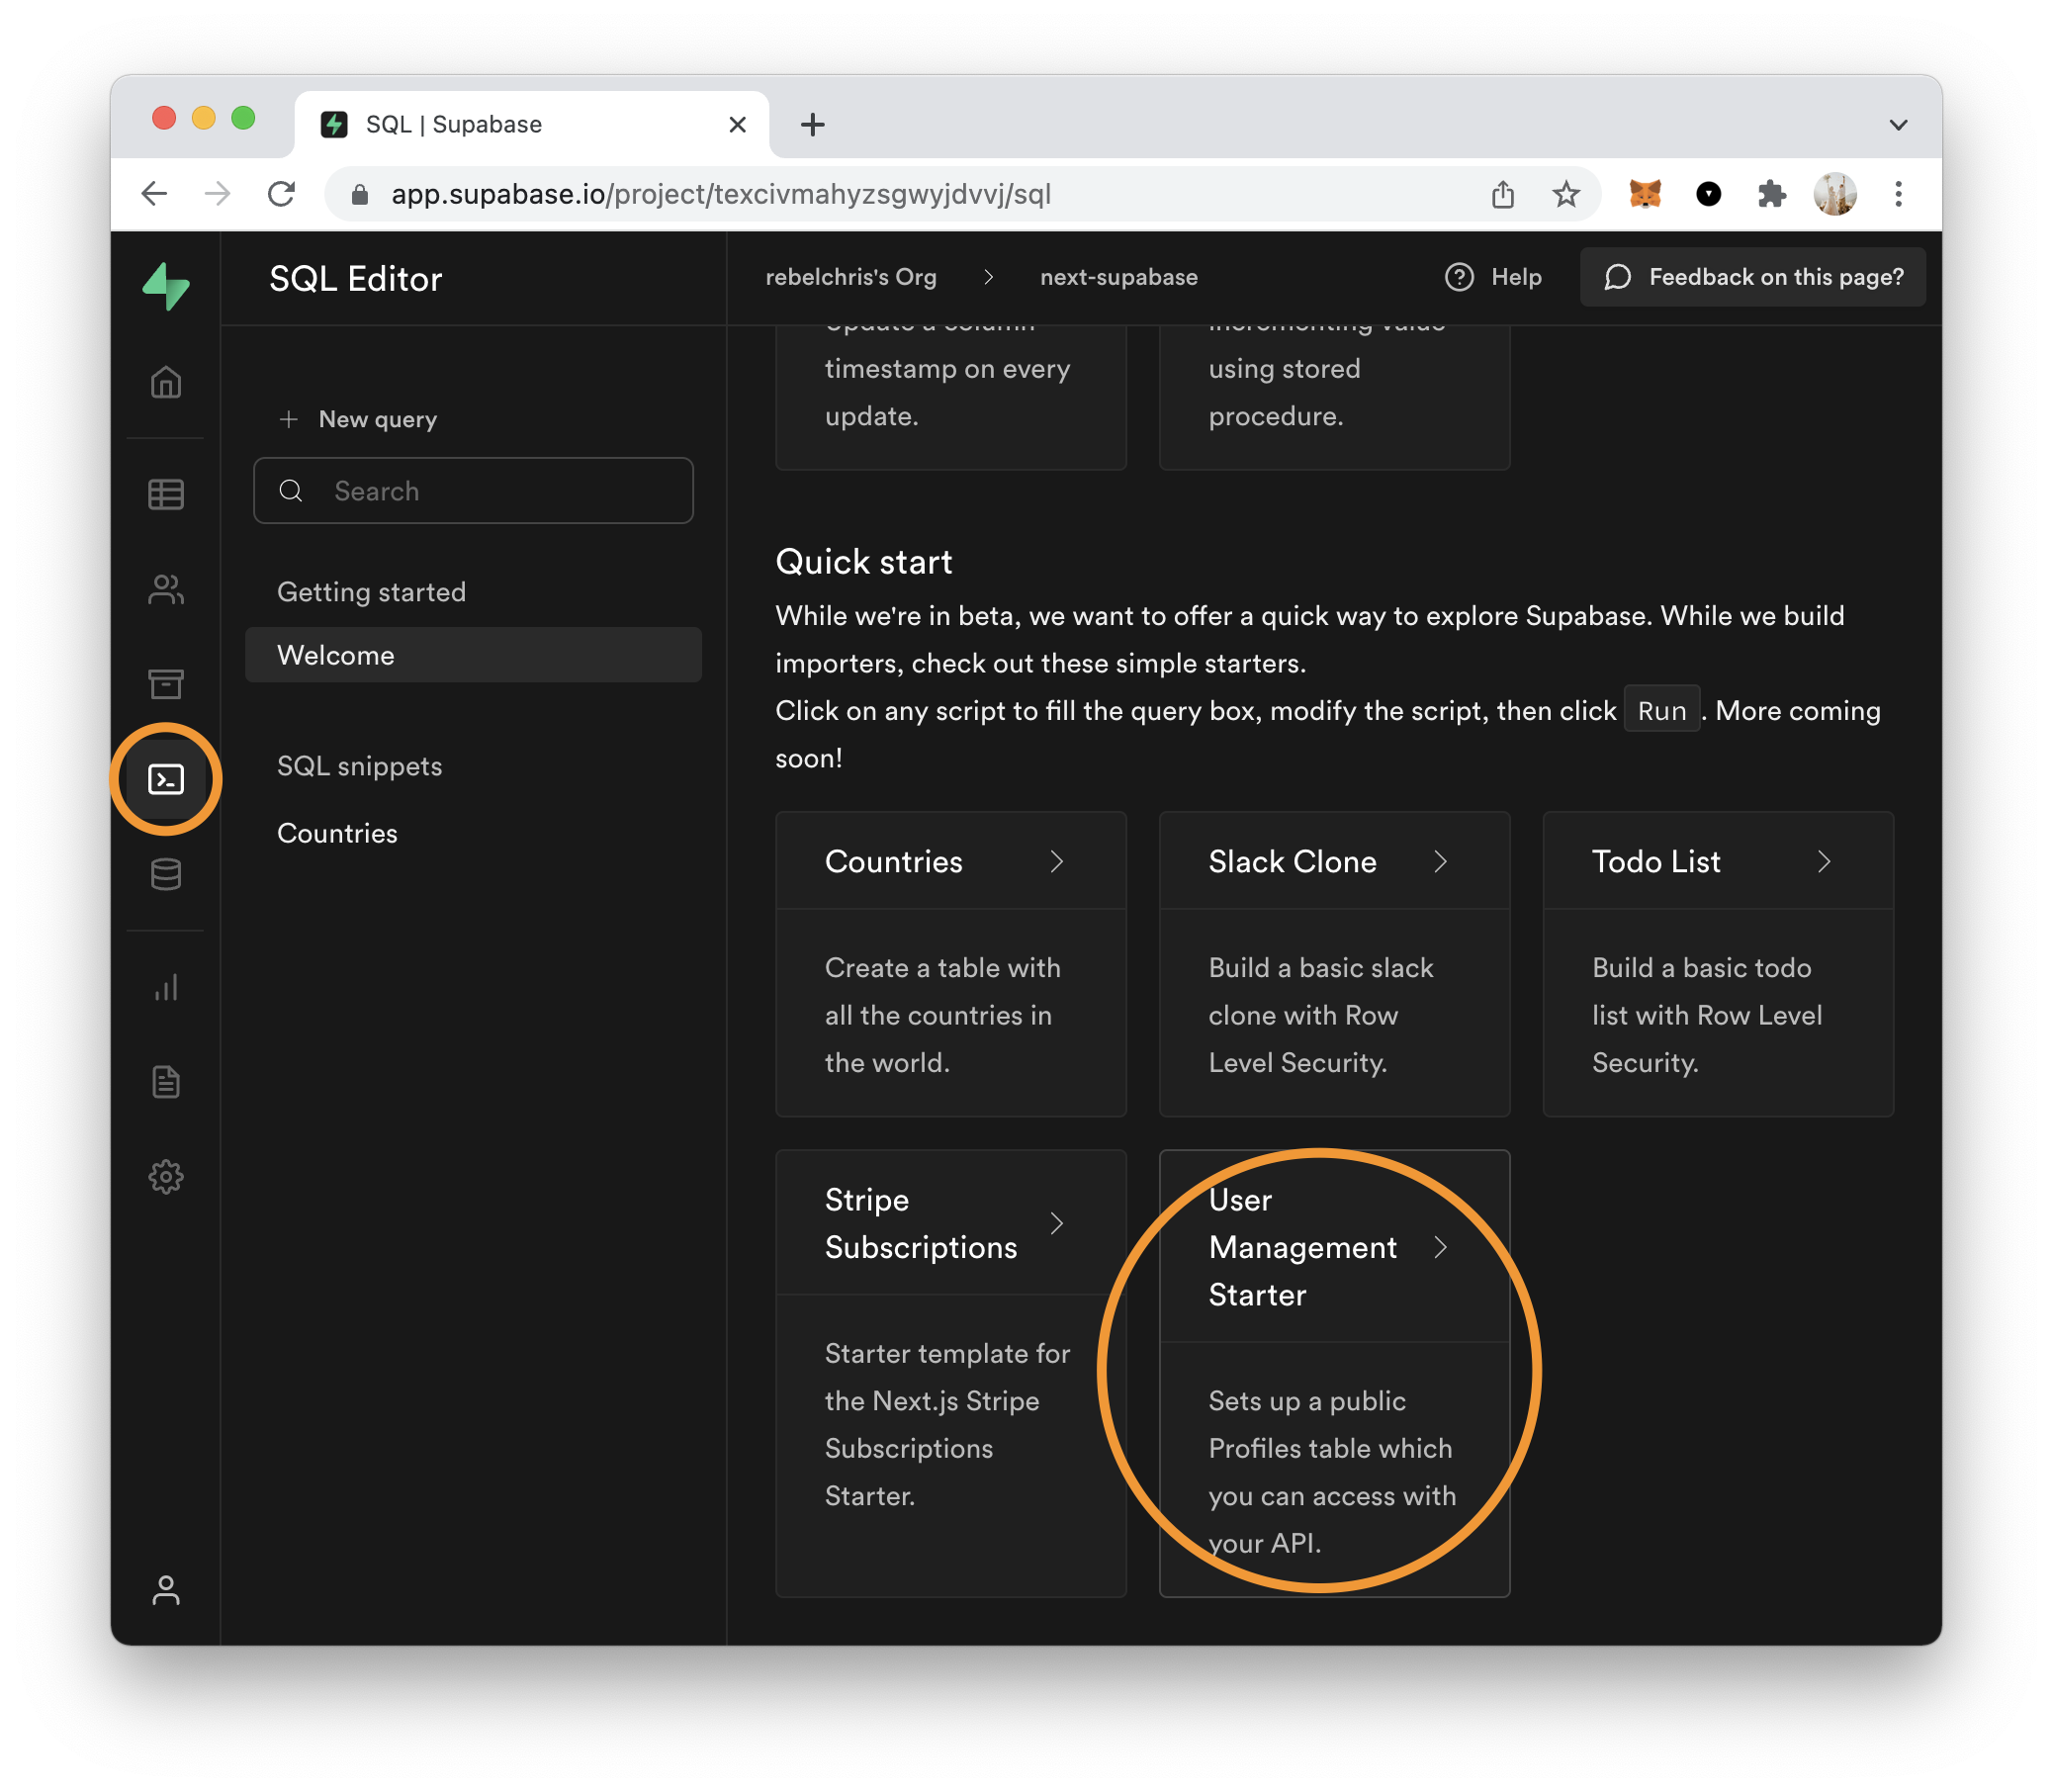 SQL | Supabase
app.supabase.io/project/texcivmahyzsgwyjdvvj/sql
SQL Editor
rebelchris's Org
next-supabase
Help
Feedback on this page?
New query
Search
Getting started
Welcome
SQL snippets
Countries
Update a column
timestamp on every
update.
incrementing value
using stored
procedure.
Quick start
While we're in beta, we want to offer a quick way to explore Supabase. While we build
importers, check out these simple starters.
Click on any script to fill the query box, modify the script, then click Run . More coming
soon!
Countries
Create a table with
all the countries in
the world.
Slack Clone
Build a basic slack
clone with Row
Level Security.
Todo List
Build a basic todo
list with Row Level
Security.
Stripe
Subscriptions
Starter template for
the Next.js Stripe
Subscriptions
Starter.
User
Management
Starter
Sets up a public
Profiles table which
you can access with
your API.